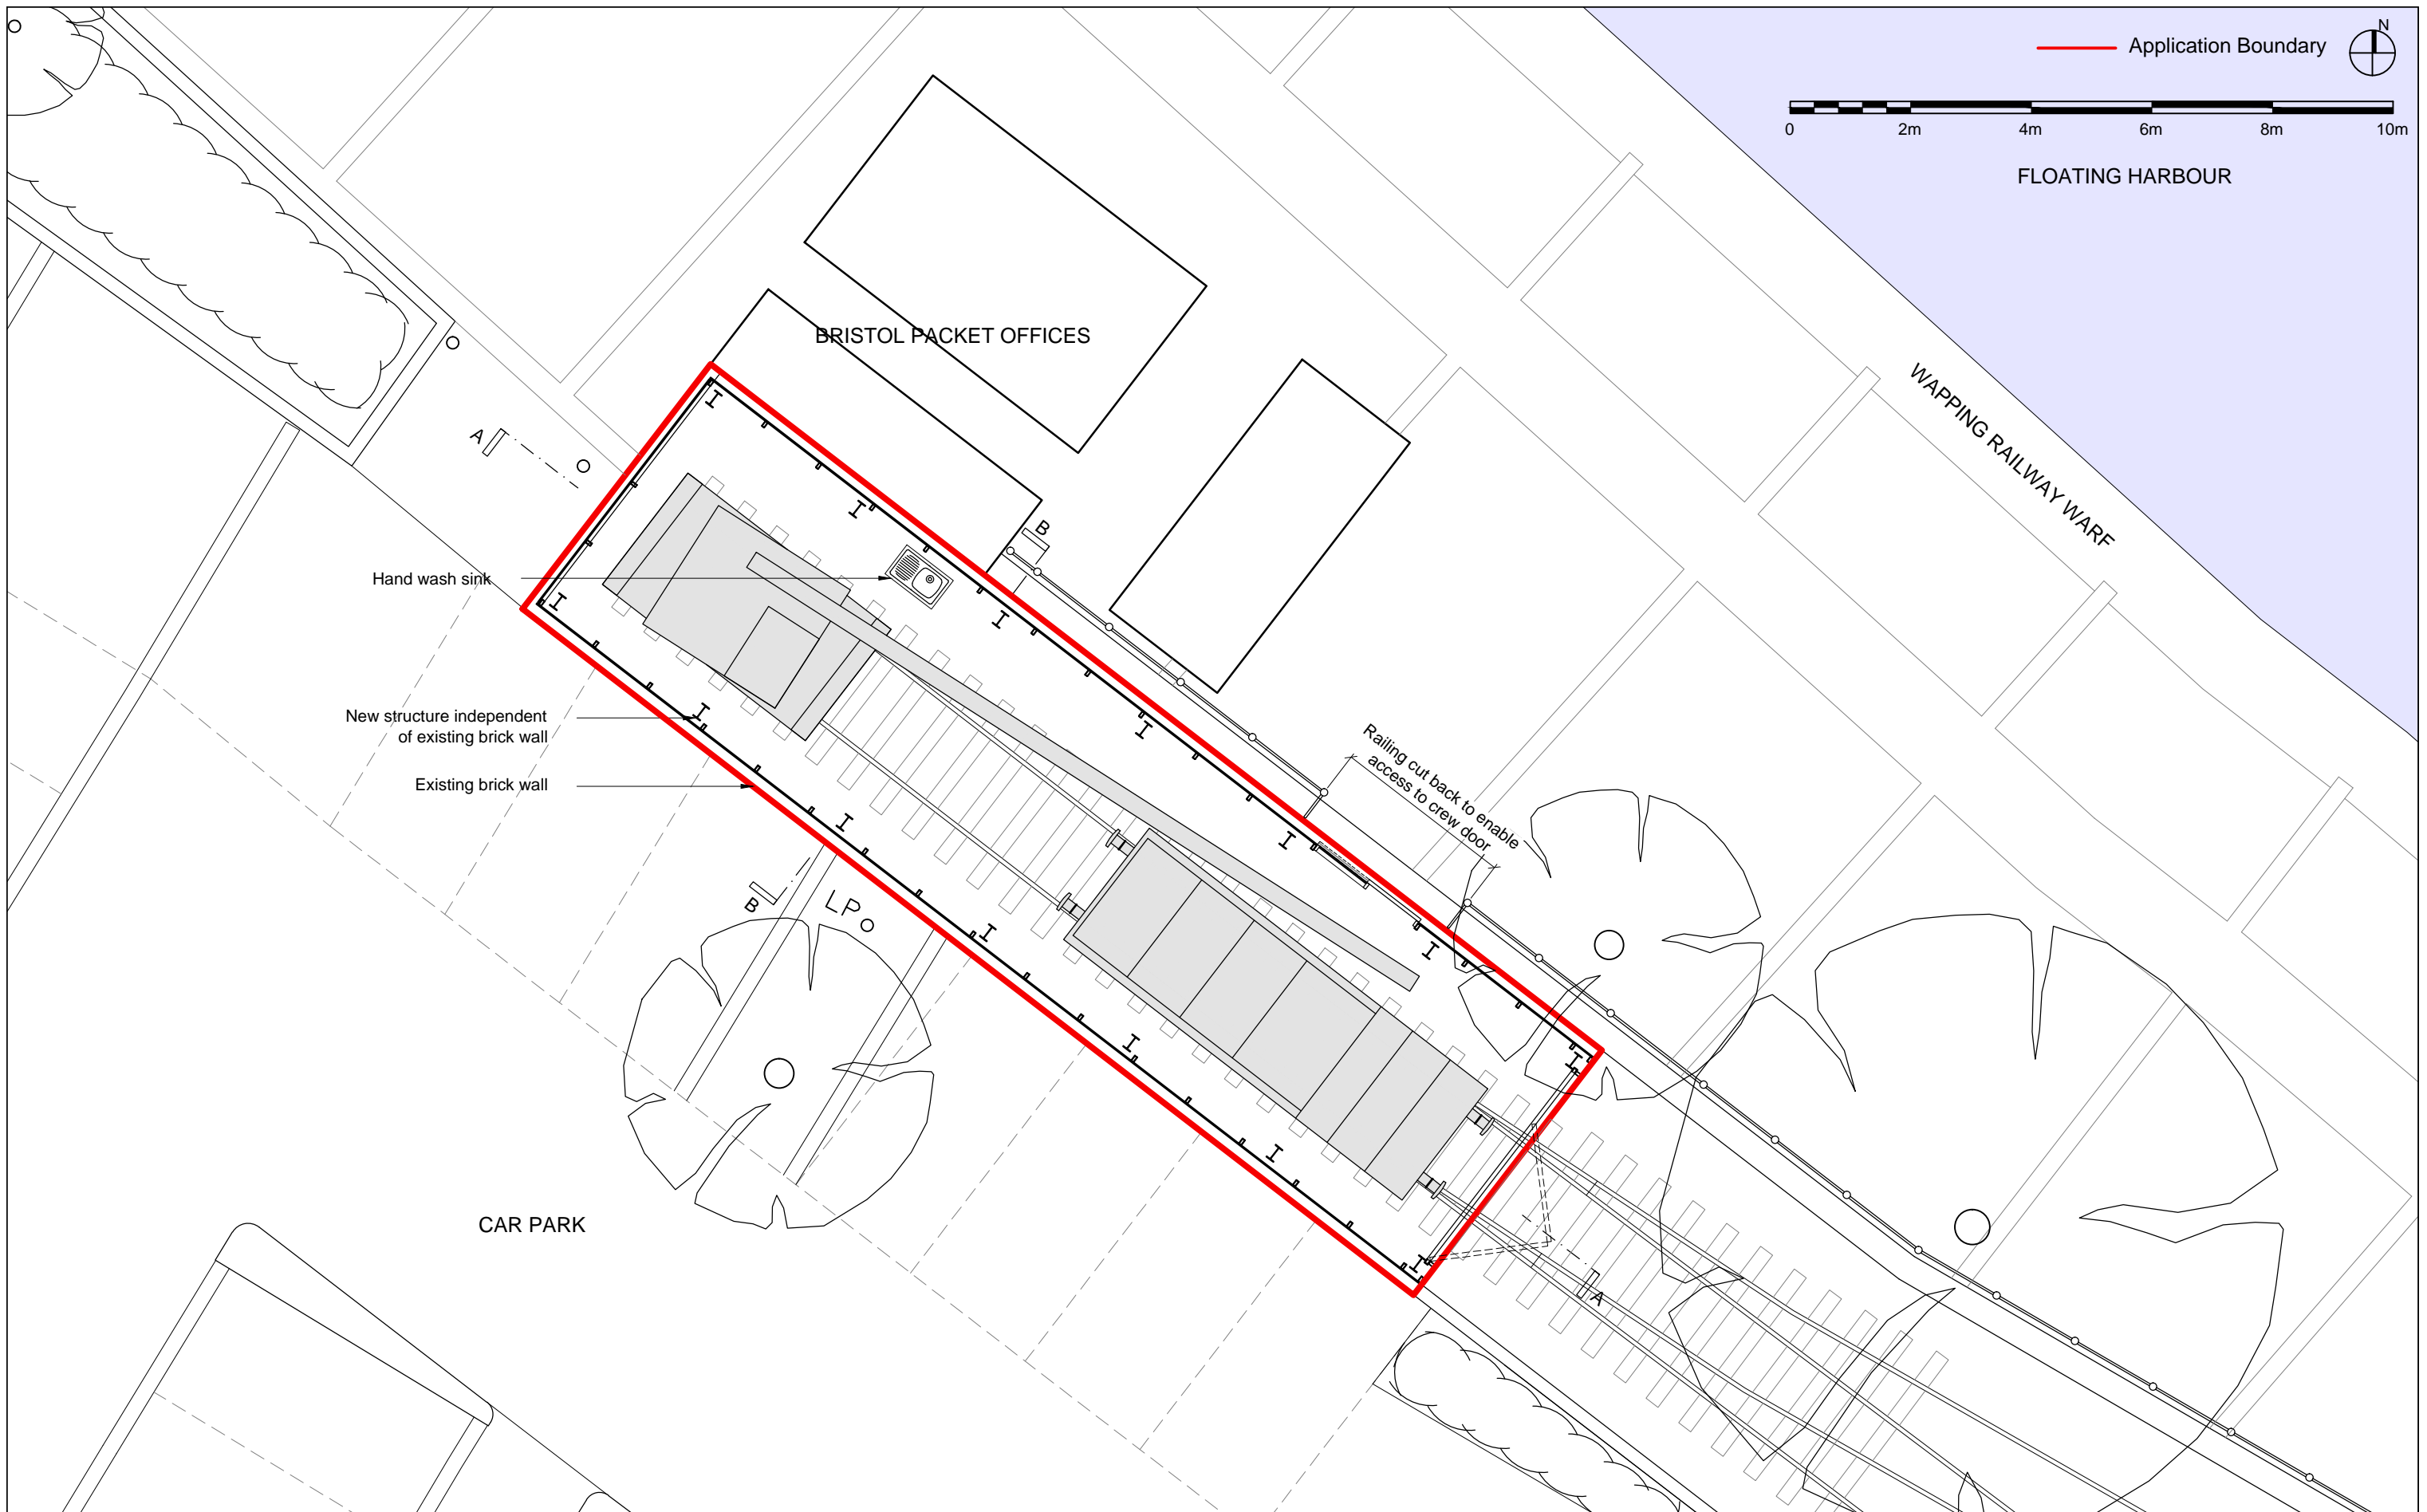 N
Application Boundary
0 2m 4m 6m 8m 10m
FLOATING HARBOUR
BRISTOL PACKET OFFICES
WAPPING RAILWAY WARF
A
B
Hand wash sink
New structure independent
of existing brick wall
Existing brick wall
Railing cut back to enable
access to crew door
B
LP
CAR PARK
A